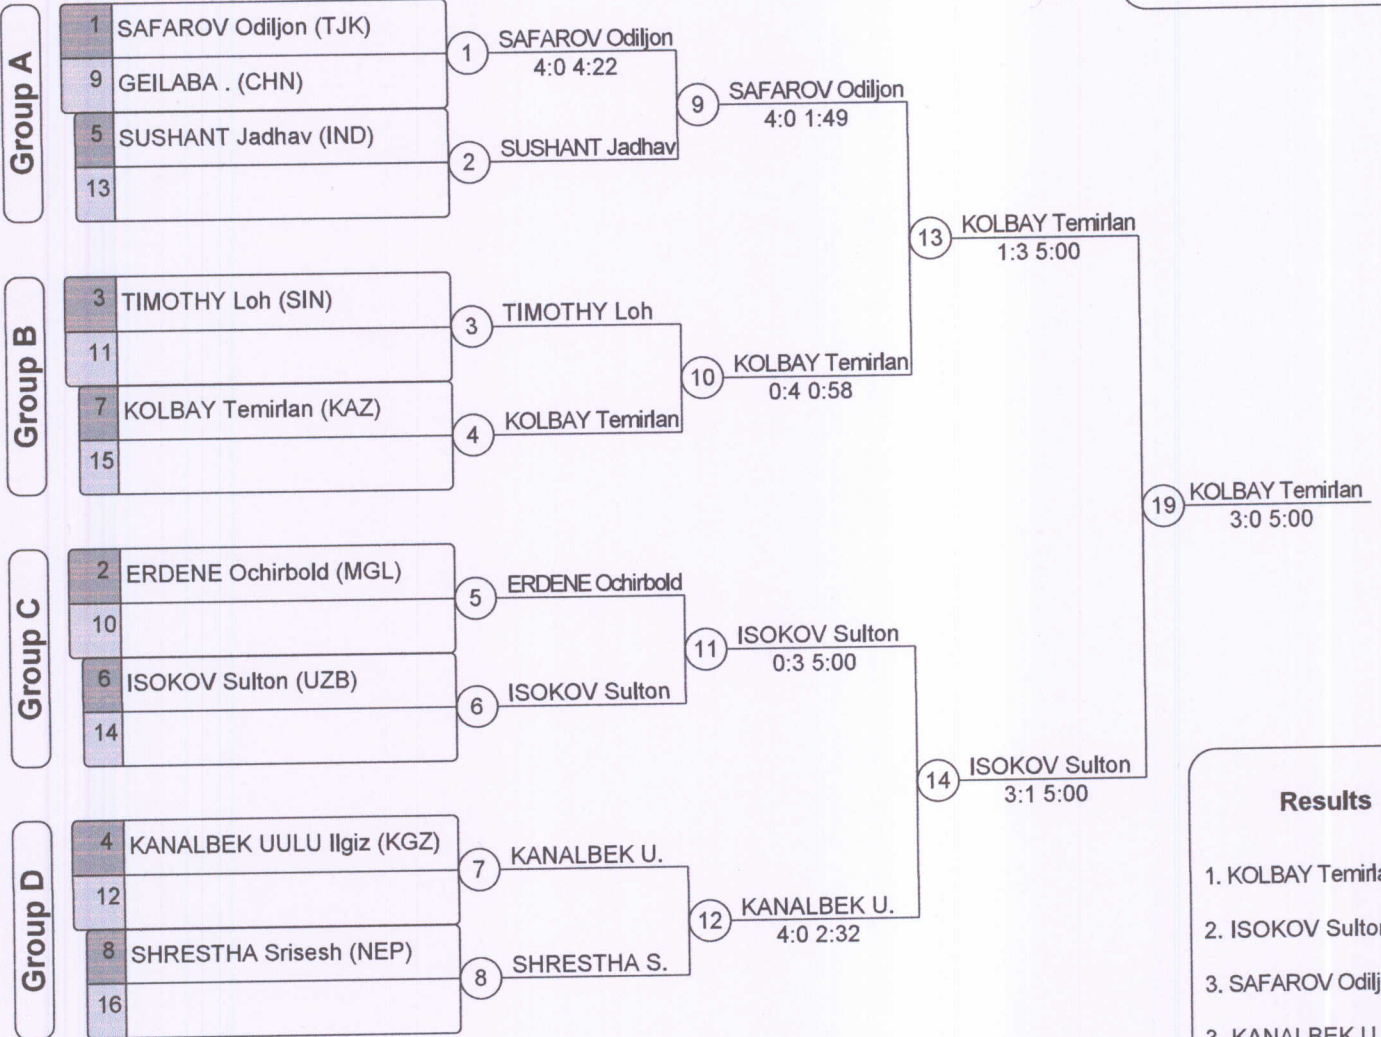 Group A
1 SAFAROV Odiljon (TJK)
9 GEILABA . (CHN)
5 SUSHANT Jadhav (IND)
13
1 SAFAROV Odiljon
4:0 4:22
2 SUSHANT Jadhav
9 SAFAROV Odiljon
4:0 1:49
Group B
3 TIMOTHY Loh (SIN)
11
7 KOLBAY Temirlan (KAZ)
15
3 TIMOTHY Loh
4 KOLBAY Temirlan
10 KOLBAY Temirlan
0:4 0:58
13 KOLBAY Temirlan
1:3 5:00
Group C
2 ERDENE Ochirbold (MGL)
10
6 ISOKOV Sulton (UZB)
14
5 ERDENE Ochirbold
6 ISOKOV Sulton
11 ISOKOV Sulton
0:3 5:00
Group D
4 KANALBEK UULU Ilgiz (KGZ)
12
8 SHRESTHA Srisesh (NEP)
16
7 KANALBEK U.
8 SHRESTHA S.
12 KANALBEK U.
4:0 2:32
14 ISOKOV Sulton
3:1 5:00
19 KOLBAY Temirlan
3:0 5:00
Results
1. KOLBAY Temirla
2. ISOKOV Sulton
3. SAFAROV Odilj
3. KANALBEK U